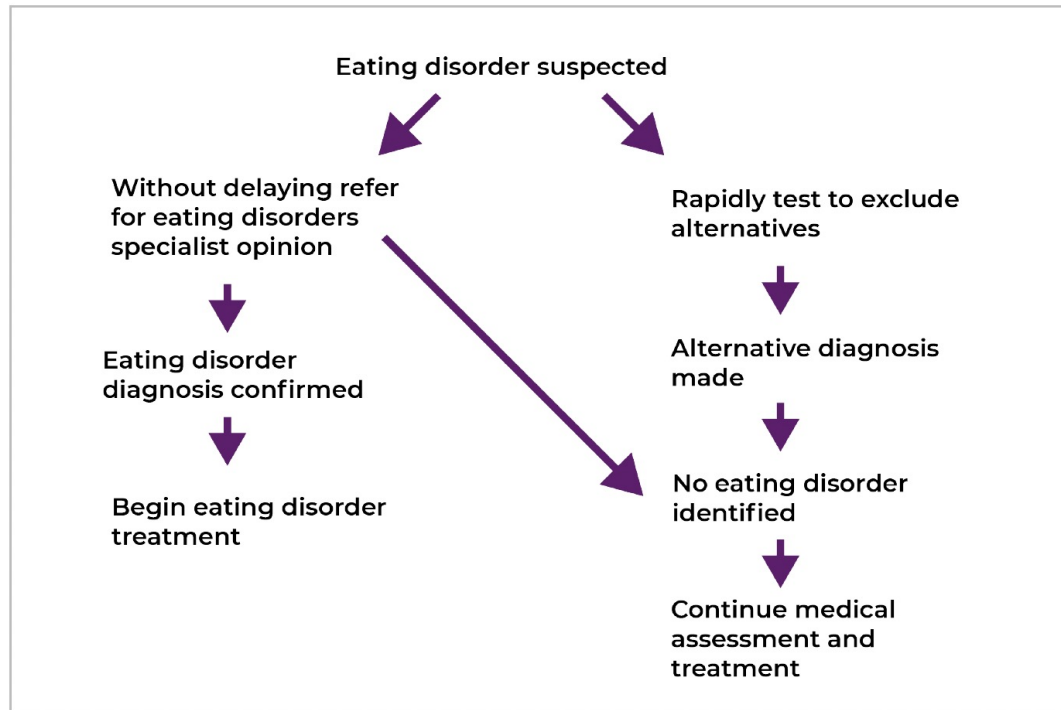 Eating disorder suspected
Without delaying refer
for eating disorders
specialist opinion
Rapidly test to exclude
alternatives
Eating disorder
diagnosis confirmed
Alternative diagnosis
made
Begin eating disorder
treatment
No eating disorder
identified
Continue medical
assessment and
treatment